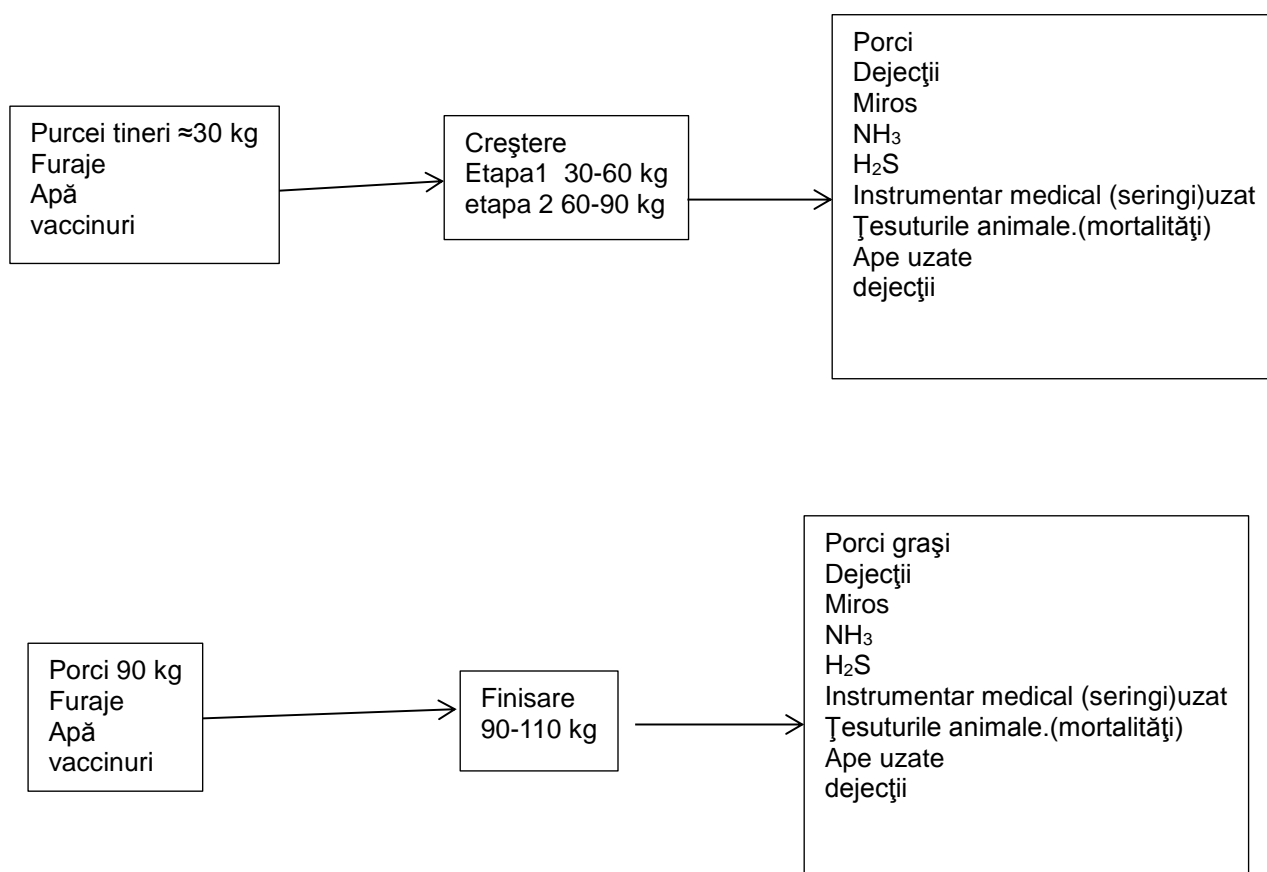 Purcei tineri ≈30 kg
Furaje
Apă
vaccinuri
Creştere
Etapa1  30-60 kg
etapa 2 60-90 kg
Porci
Dejecţii
Miros
NH₃
H₂S
Instrumentar medical (seringi)uzat
Ţesuturile animale.(mortalităţi)
Ape uzate
dejecţii
Porci 90 kg
Furaje
Apă
vaccinuri
Finisare
90-110 kg
Porci graşi
Dejecţii
Miros
NH₃
H₂S
Instrumentar medical (seringi)uzat
Ţesuturile animale.(mortalităţi)
Ape uzate
dejecţii